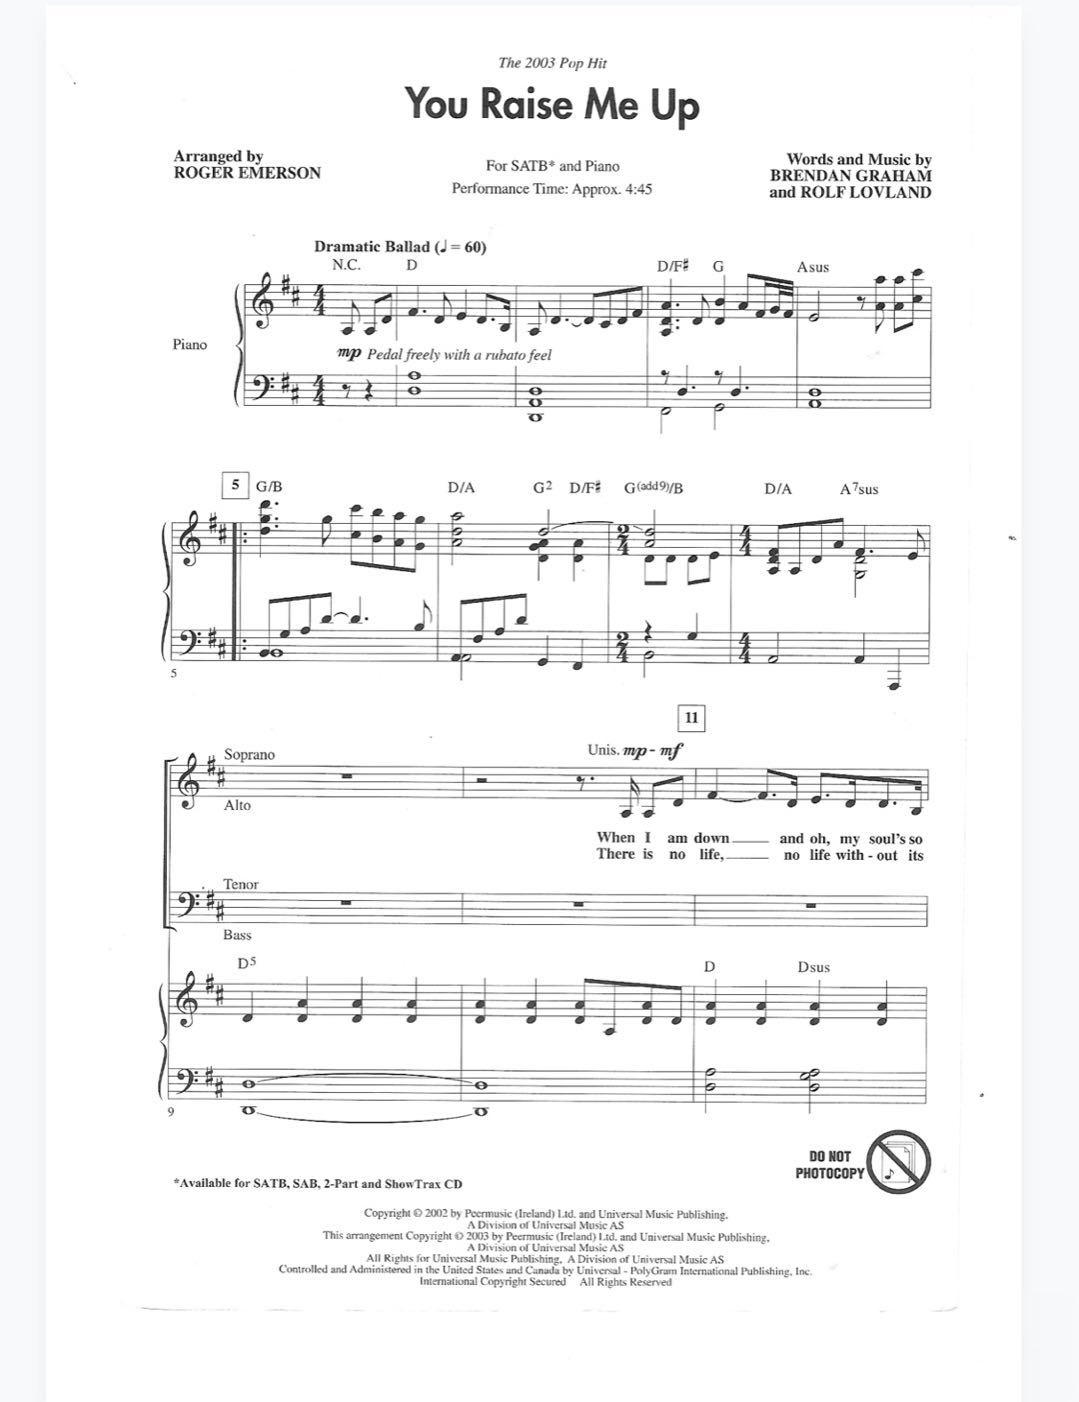 The 2003 Pop Hit
You Raise Me Up
Arranged by
ROGER EMERSON
For SATB* and Piano
Performance Time: Approx. 4:45
Words and Music by
BRENDAN GRAHAM
and ROLF LOVLAND
Dramatic Ballad (♩= 60)
N.C. D D/F♯ G Asus
Piano
mp Pedal freely with a rubato feel
5 G/B D/A G2 D/F♯ G(add9)/B D/A A7sus
5
11
Soprano
Unis. mp - mf
Alto
When I am down and oh, my soul's so
There is no life, no life with - out its
Tenor
Bass
D5 D Dsus
9
DO NOT
PHOTOCOPY
*Available for SATB, SAB, 2-Part and ShowTrax CD
Copyright © 2002 by Peermusic (Ireland) Ltd. and Universal Music Publishing,
A Division of Universal Music AS
This arrangement Copyright © 2003 by Peermusic (Ireland) Ltd. and Universal Music Publishing,
A Division of Universal Music AS
All Rights for Universal Music Publishing, A Division of Universal Music AS
Controlled and Administered in the United States and Canada by Universal - PolyGram International Publishing, Inc.
International Copyright Secured All Rights Reserved